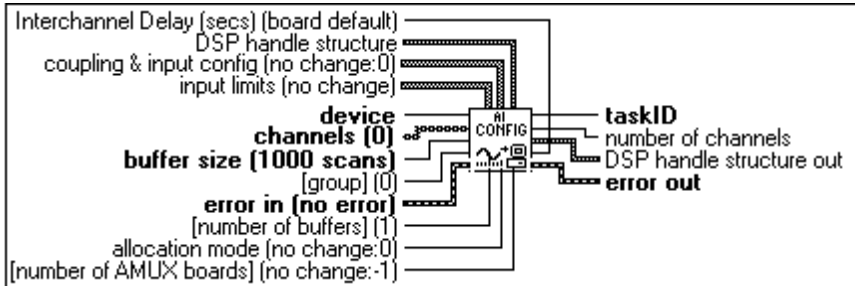 Interchannel Delay (secs) (board default)
DSP handle structure
coupling & input config (no change:0)
input limits (no change)
device
channels (0)
buffer size (1000 scans)
[group] (0)
error in (no error)
[number of buffers] (1)
allocation mode (no change:0)
[number of AMUX boards] (no change:-1)
AI
CONFIG
taskID
number of channels
DSP handle structure out
error out